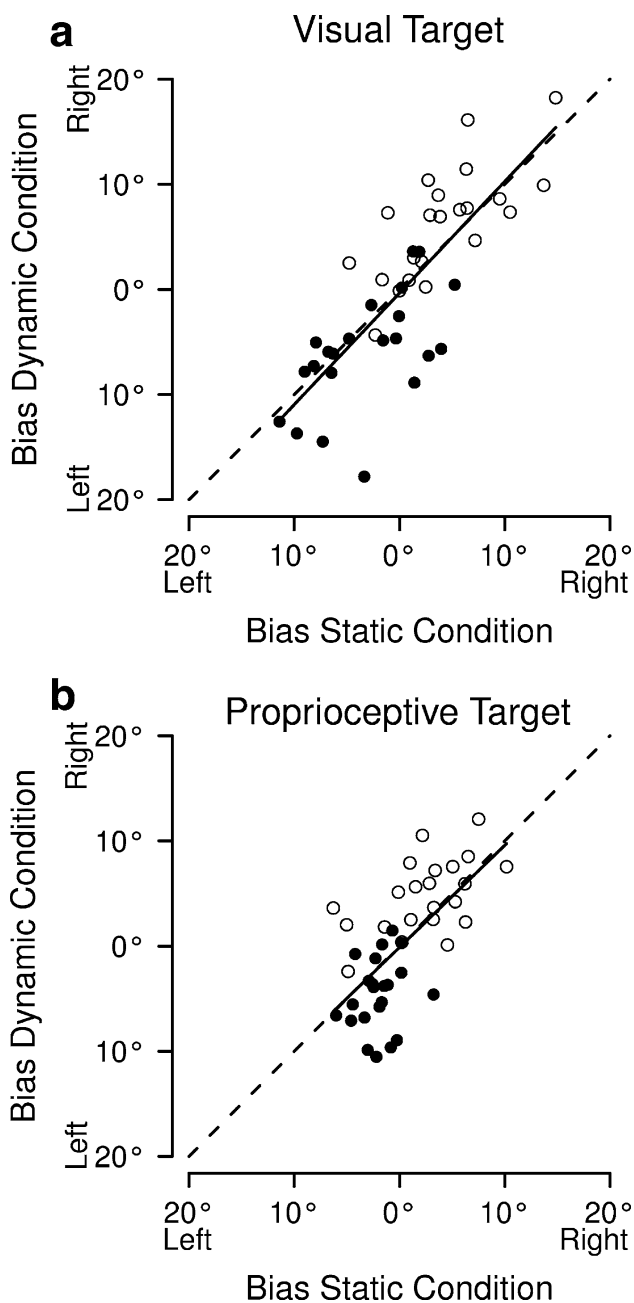 a
Visual Target
Bias Dynamic Condition
Right
Left
20°
10°
0°
10°
20°
20° 10° 0° 10° 20°
Left Right
Bias Static Condition
b
Proprioceptive Target
Bias Dynamic Condition
Right
Left
20°
10°
0°
10°
20°
20° 10° 0° 10° 20°
Left Right
Bias Static Condition